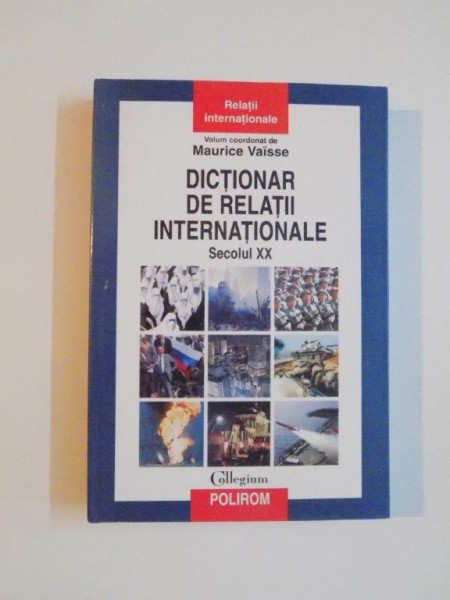 Relații
internaționale
Volum coordonat de
Maurice Vaïsse
DICȚIONAR
DE RELAȚII
INTERNAȚIONALE
Secolul XX
Collegium
POLIROM